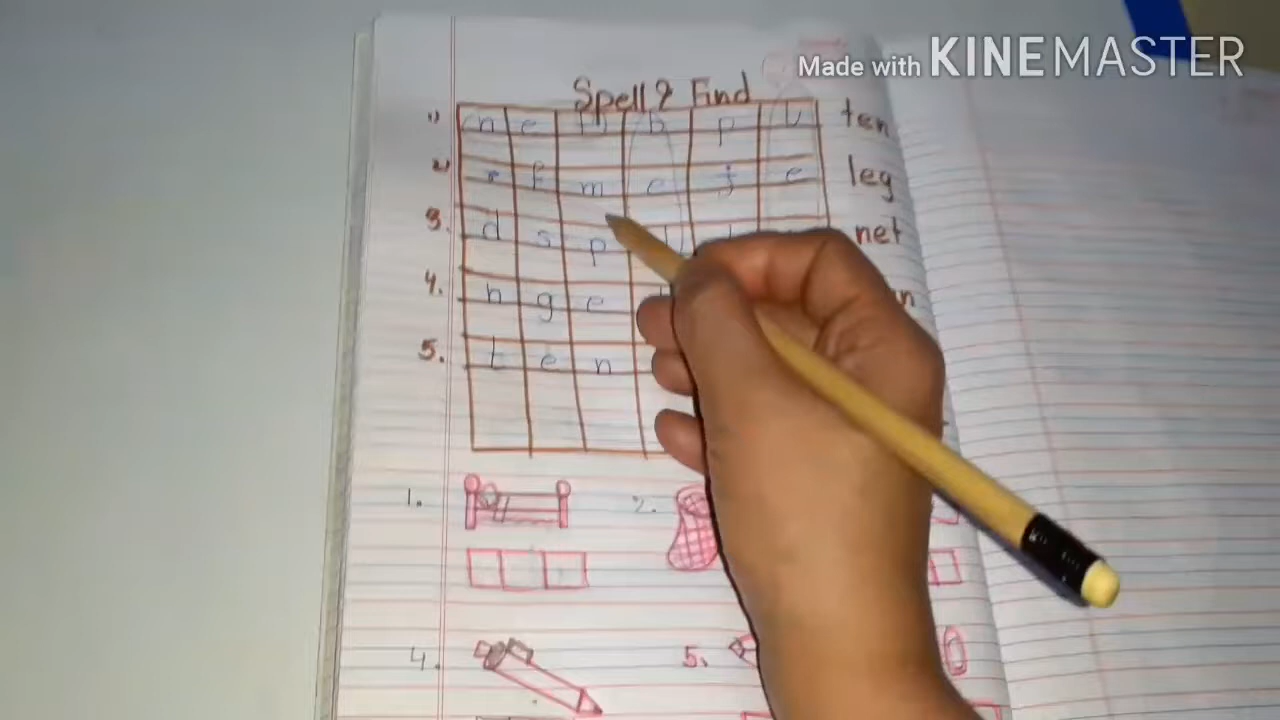 Made with KINEMASTER
Spell & Find
1) n e h p ten
2) r f m e j e leg
3. d s p net
4. h g e
5. t e n
1. 2.
4. 5.